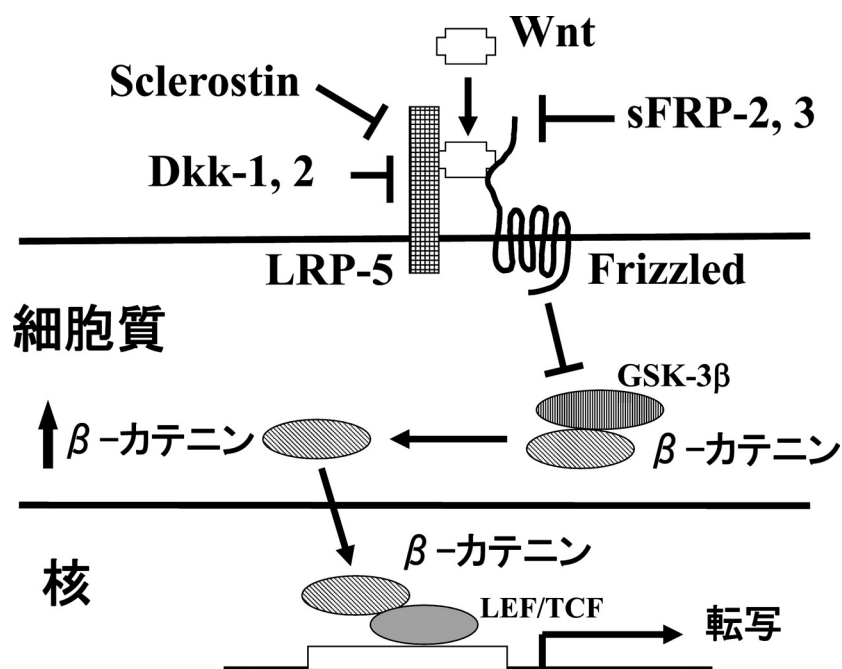 Wnt
Sclerostin
sFRP-2, 3
Dkk-1, 2
LRP-5
Frizzled
細胞質
GSK-3β
β-カテニン
β-カテニン
β-カテニン
核
LEF/TCF
転写